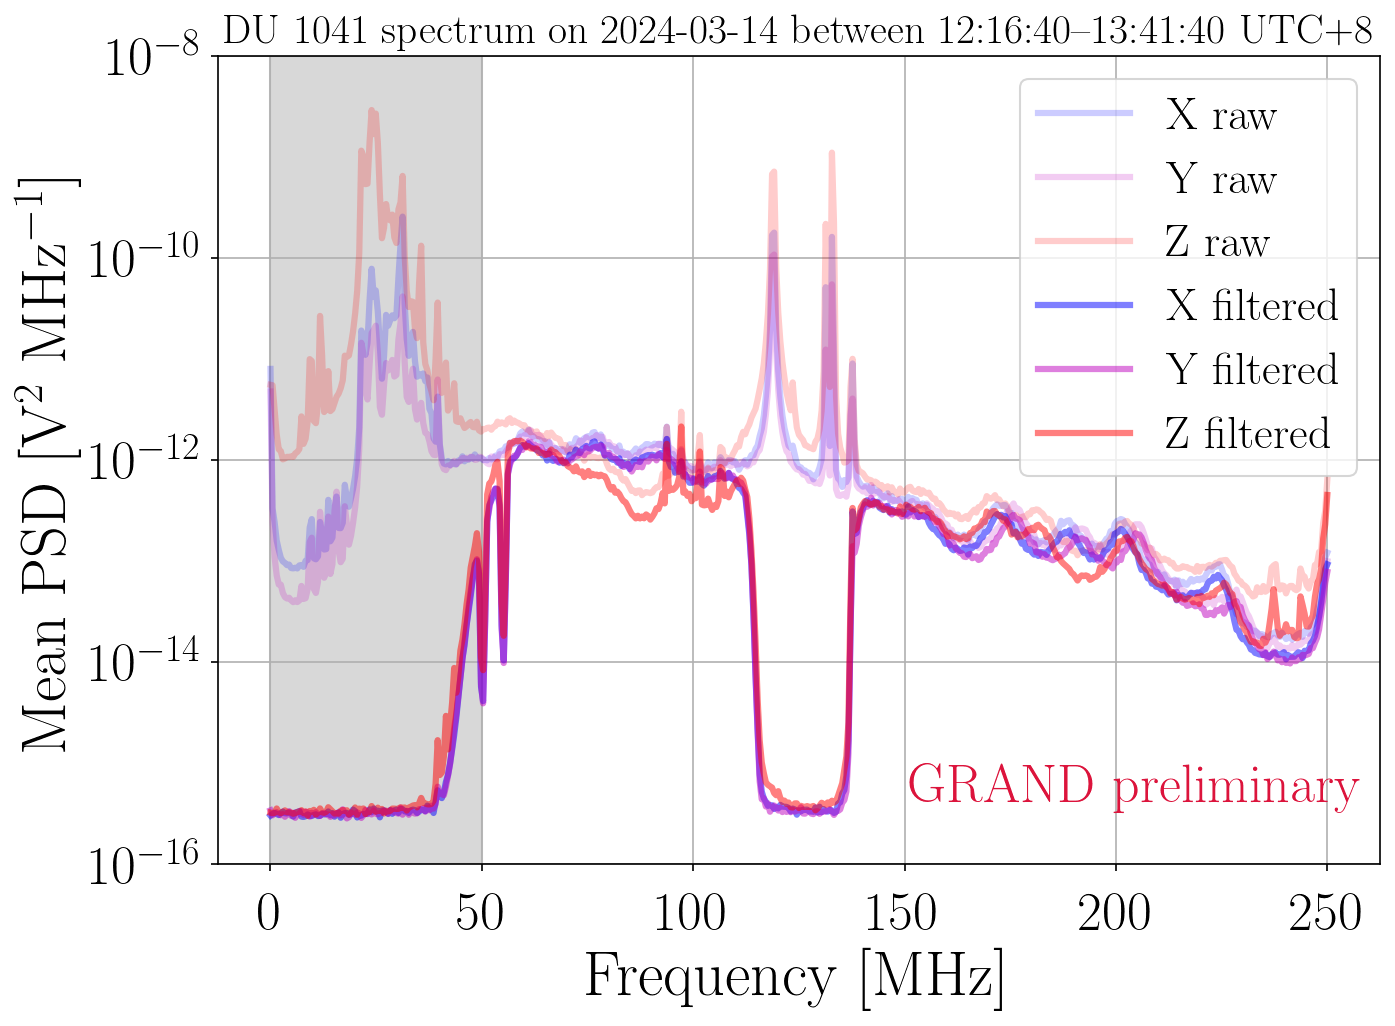 DU 1041 spectrum on 2024-03-14 between 12:16:40–13:41:40 UTC+8
10⁻⁸
10⁻¹⁰
10⁻¹²
10⁻¹⁴
10⁻¹⁶
Mean PSD [V² MHz⁻¹]
X raw
Y raw
Z raw
X filtered
Y filtered
Z filtered
GRAND preliminary
0 50 100 150 200 250
Frequency [MHz]